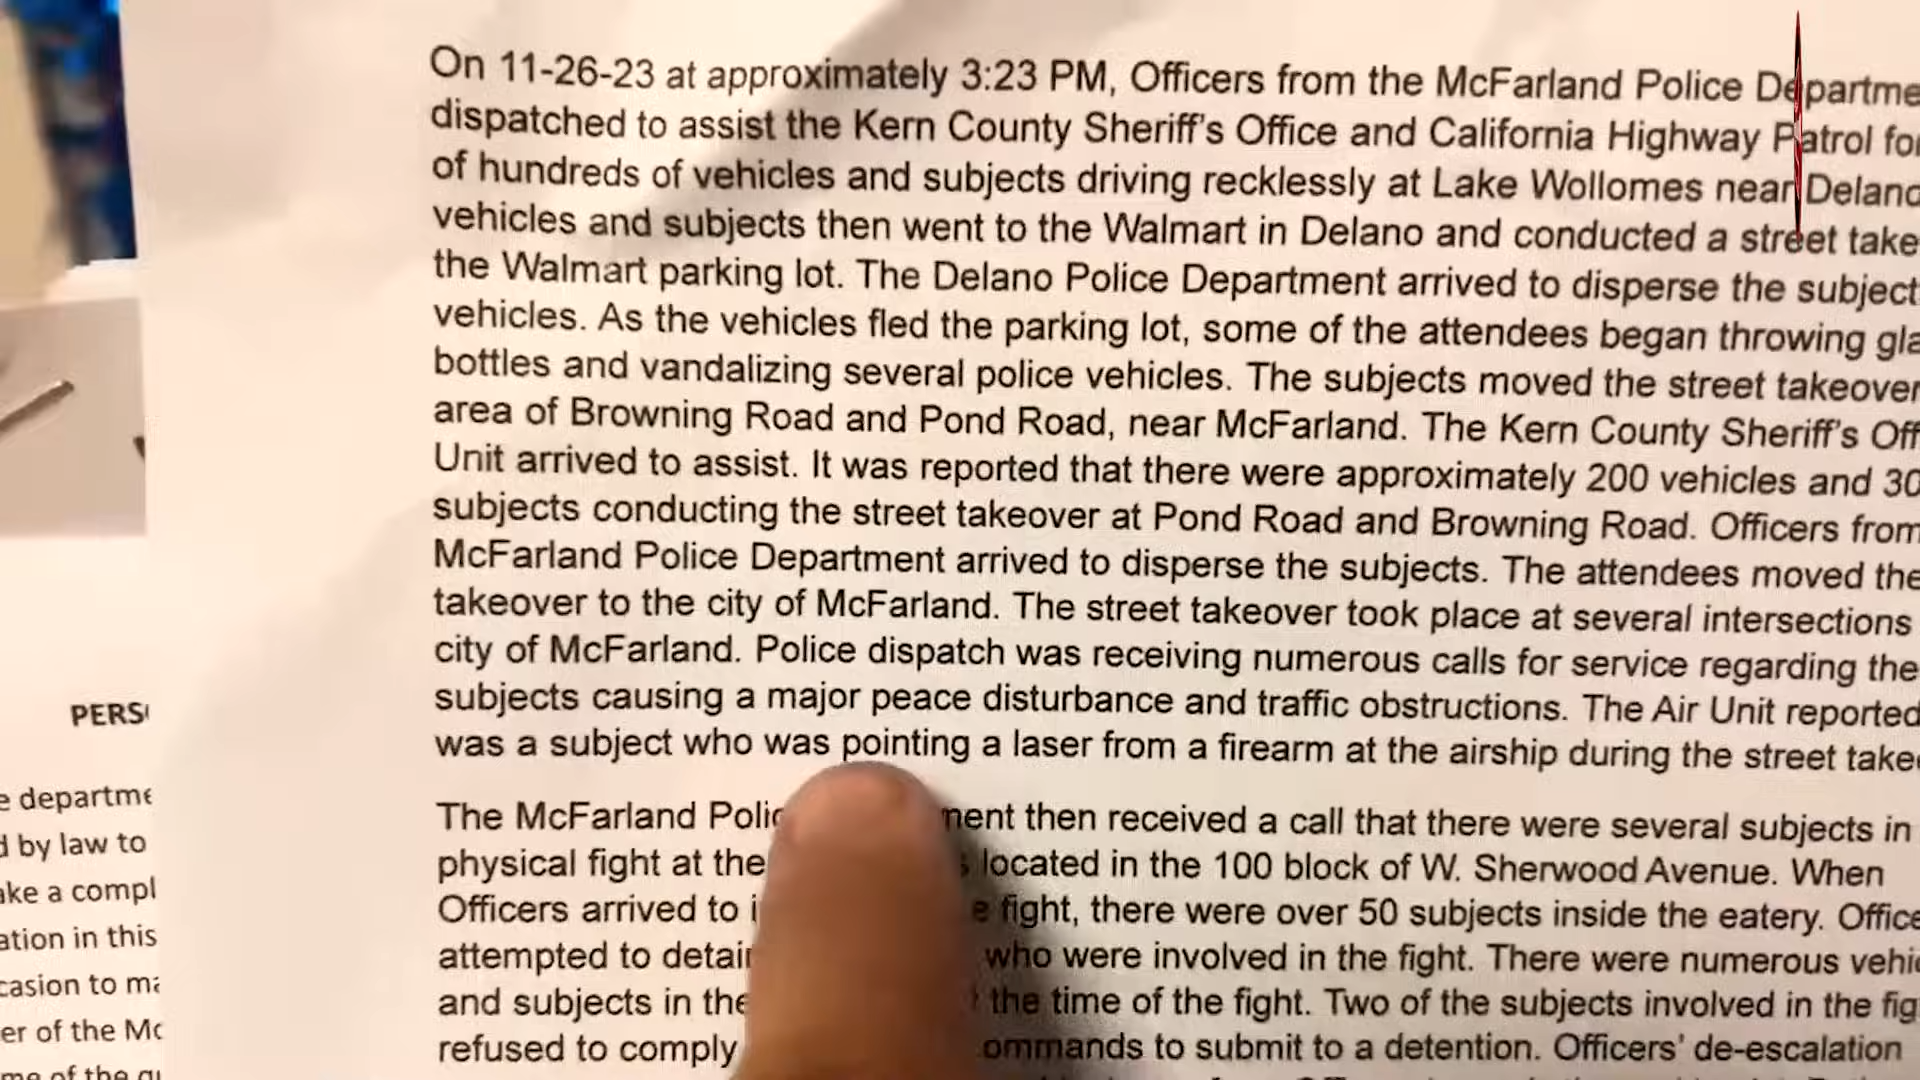 On 11-26-23 at approximately 3:23 PM, Officers from the McFarland Police Departme
dispatched to assist the Kern County Sheriff's Office and California Highway Patrol for
of hundreds of vehicles and subjects driving recklessly at Lake Wollomes near Delano
vehicles and subjects then went to the Walmart in Delano and conducted a street take
the Walmart parking lot. The Delano Police Department arrived to disperse the subject
vehicles. As the vehicles fled the parking lot, some of the attendees began throwing gla
bottles and vandalizing several police vehicles. The subjects moved the street takeover
area of Browning Road and Pond Road, near McFarland. The Kern County Sheriff's Off
Unit arrived to assist. It was reported that there were approximately 200 vehicles and 30
subjects conducting the street takeover at Pond Road and Browning Road. Officers from
McFarland Police Department arrived to disperse the subjects. The attendees moved the
takeover to the city of McFarland. The street takeover took place at several intersections
city of McFarland. Police dispatch was receiving numerous calls for service regarding the
subjects causing a major peace disturbance and traffic obstructions. The Air Unit reported
was a subject who was pointing a laser from a firearm at the airship during the street take
The McFarland Polic ment then received a call that there were several subjects in
physical fight at the located in the 100 block of W. Sherwood Avenue. When
Officers arrived to i fight, there were over 50 subjects inside the eatery. Office
attempted to detai who were involved in the fight. There were numerous vehic
and subjects in the the time of the fight. Two of the subjects involved in the fig
refused to comply ommands to submit to a detention. Officers' de-escalation
PERS
e departme
d by law to
ake a compl
ation in this
casion to ma
er of the Mc
me of the